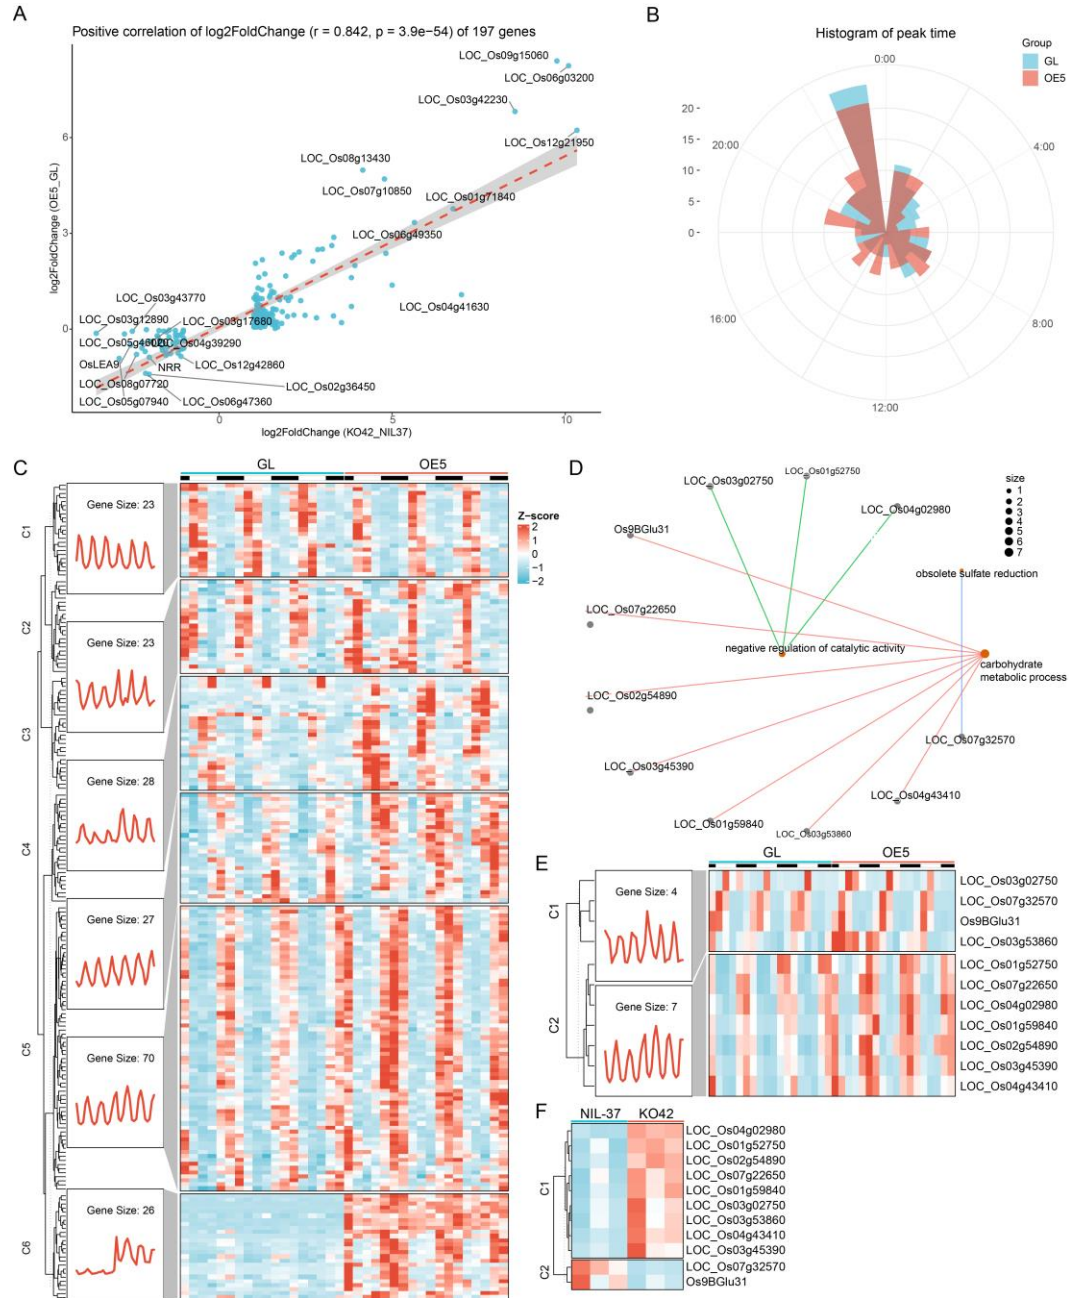 A
Positive correlation of log2FoldChange (r = 0.842, p = 3.9e−54) of 197 genes
log2FoldChange (OE5_GL)
6
3
0
LOC_Os09g15060
LOC_Os06g03200
LOC_Os03g42230
LOC_Os12g21950
LOC_Os08g13430
LOC_Os07g10850
LOC_Os01g71840
LOC_Os06g49350
LOC_Os04g41630
LOC_Os03g43770
LOC_Os03g12890
LOC_Os03g17680
LOC_Os04g39290
OsLEA9
NRR
LOC_Os12g42860
LOC_Os08g07720
LOC_Os02g36450
LOC_Os05g07940
LOC_Os06g47360
0
5
10
log2FoldChange (KO42_NIL37)
B
Histogram of peak time
Group
GL
OE5
0:00
4:00
8:00
12:00
16:00
20:00
20
15
10
5
0
C
GL
OE5
C1
C2
C3
C4
C5
C6
Gene Size: 23
Gene Size: 23
Gene Size: 28
Gene Size: 27
Gene Size: 70
Gene Size: 26
Z−score
2
1
0
−1
−2
D
LOC_Os01g52750
LOC_Os03g02750
LOC_Os04g02980
Os9BGlu31
size
1
2
3
4
5
6
7
obsolete sulfate reduction
LOC_Os07g22650
negative regulation of catalytic activity
carbohydrate
metabolic process
LOC_Os02g54890
LOC_Os07g32570
LOC_Os03g45390
LOC_Os04g43410
LOC_Os01g59840
LOC_Os03g53860
E
GL
OE5
C1
C2
Gene Size: 4
Gene Size: 7
LOC_Os03g02750
LOC_Os07g32570
Os9BGlu31
LOC_Os03g53860
LOC_Os01g52750
LOC_Os07g22650
LOC_Os04g02980
LOC_Os01g59840
LOC_Os02g54890
LOC_Os03g45390
LOC_Os04g43410
F
NIL-37
KO42
C1
C2
LOC_Os04g02980
LOC_Os01g52750
LOC_Os02g54890
LOC_Os07g22650
LOC_Os01g59840
LOC_Os03g02750
LOC_Os03g53860
LOC_Os04g43410
LOC_Os03g45390
LOC_Os07g32570
Os9BGlu31